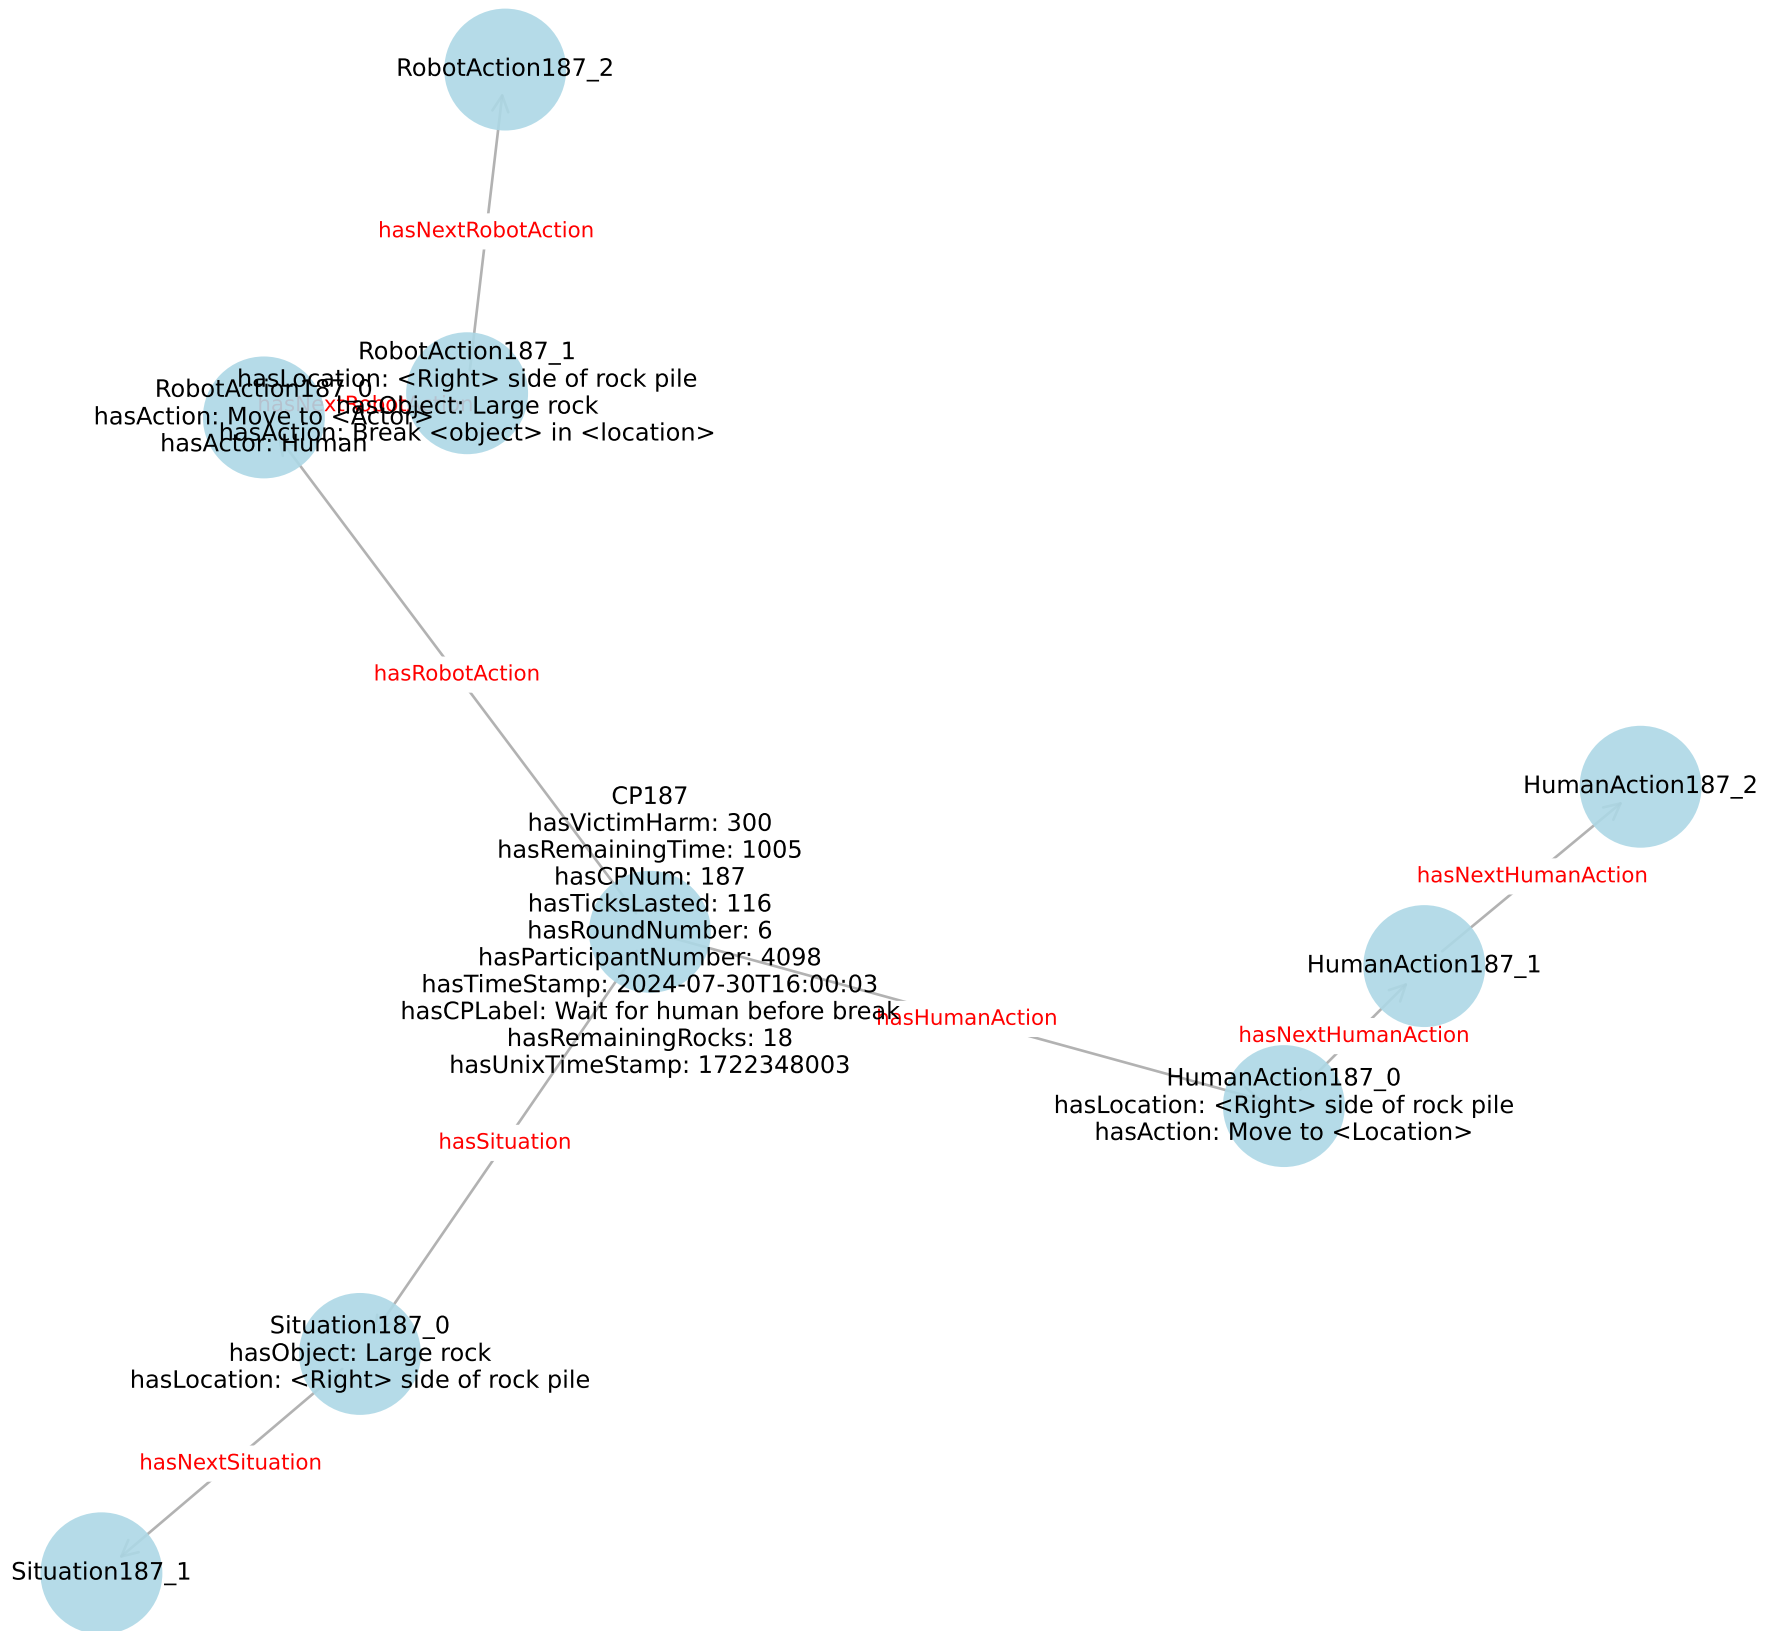 RobotAction187_2
hasNextRobotAction
RobotAction187_1
hasLocation: <Right> side of rock pile
hasObject: Large rock
hasAction: Break <object> in <location>
RobotAction187_0
hasAction: Move to <Actor>
hasActor: Human
hasNextRobotAction
hasRobotAction
CP187
hasVictimHarm: 300
hasRemainingTime: 1005
hasCPNum: 187
hasTicksLasted: 116
hasRoundNumber: 6
hasParticipantNumber: 4098
hasTimeStamp: 2024-07-30T16:00:03
hasCPLabel: Wait for human before break
hasRemainingRocks: 18
hasUnixTimeStamp: 1722348003
hasHumanAction
HumanAction187_2
hasNextHumanAction
HumanAction187_1
hasNextHumanAction
HumanAction187_0
hasLocation: <Right> side of rock pile
hasAction: Move to <Location>
hasSituation
Situation187_0
hasObject: Large rock
hasLocation: <Right> side of rock pile
hasNextSituation
Situation187_1